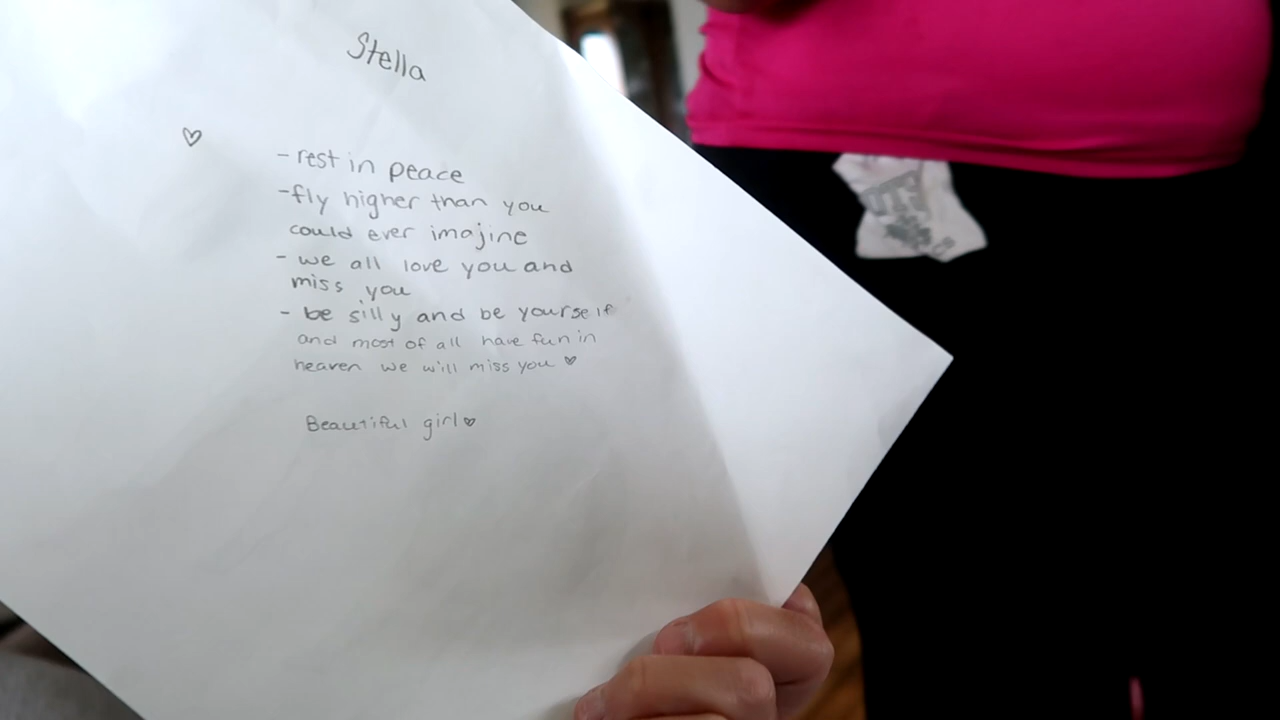 Stella
♡
- rest in peace
- fly higher than you
could ever imajine
- we all love you and
miss you
- be silly and be yourself
and most of all have fun in
heaven we will miss you ♡
Beautiful girl ♡